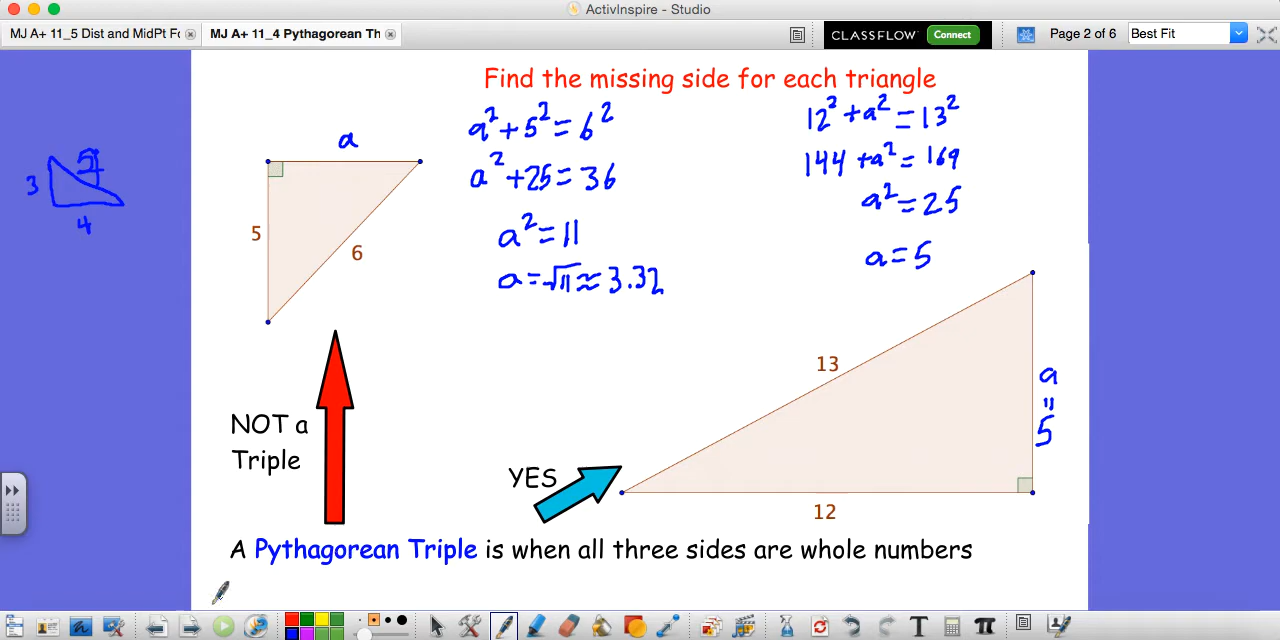 ActivInspire - Studio
MJ A+ 11_5 Dist and MidPt Fo
MJ A+ 11_4 Pythagorean Th
CLASSFLOW
Connect
Page 2 of 6
Best Fit
Find the missing side for each triangle
3
4
a
5
6
a² + 5² = 6²
a² + 25 = 36
a² = 11
a = √11 ≈ 3.32
12² + a² = 13²
144 + a² = 169
a² = 25
a = 5
13
12
a = 5
NOT a
Triple
YES
A Pythagorean Triple is when all three sides are whole numbers
T
π